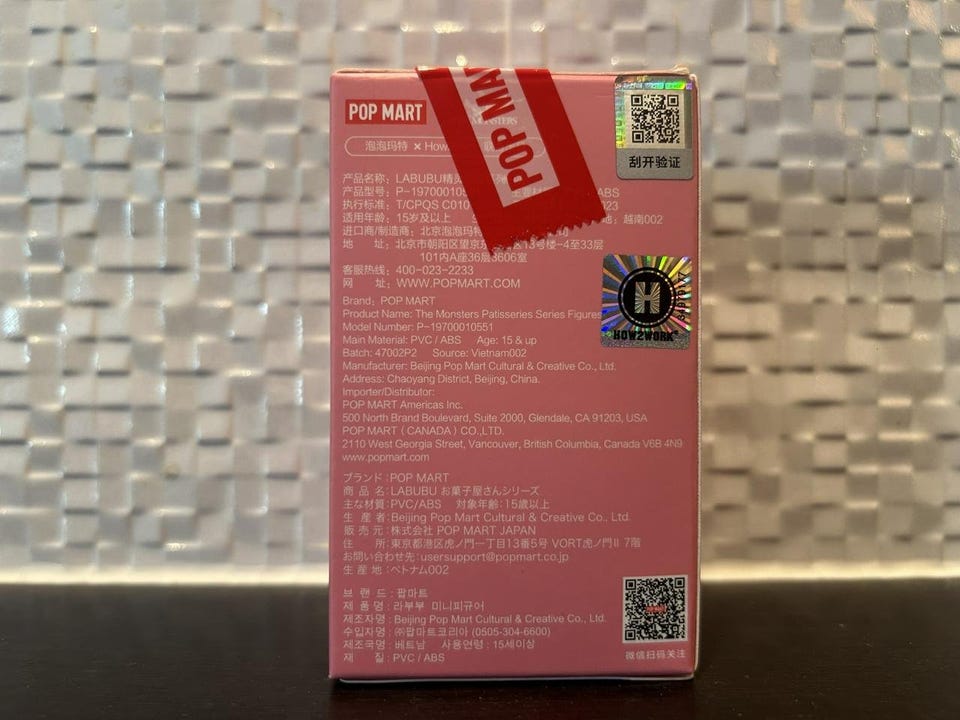 POP MART
POP MA
MONSTERS
刮开验证
泡泡玛特 × How
产品名称：LABUBU精
产品型号：P-1970001055 ABS
执行标准：T/CPQS C010 023
适用年龄：15岁及以上 地：越南002
进口商/制造商：北京泡泡玛特
地 址：北京市朝阳区望京东 13号楼-4至33层
101内A座36层3606室
客服热线：400-023-2233
网 址：WWW.POPMART.COM
HOW2WORK
Brand: POP MART
Product Name: The Monsters Patisseries Series Figures
Model Number: P-19700010551
Main Material: PVC / ABS Age: 15 & up
Batch: 47002P2 Source: Vietnam002
Manufacturer: Beijing Pop Mart Cultural & Creative Co., Ltd.
Address: Chaoyang District, Beijing, China.
Importer/Distributor:
POP MART Americas Inc.
500 North Brand Boulevard, Suite 2000, Glendale, CA 91203, USA
POP MART (CANADA) CO.,LTD.
2110 West Georgia Street, Vancouver, British Columbia, Canada V6B 4N9
www.popmart.com
ブランド：POP MART
商 品 名：LABUBU お菓子屋さんシリーズ
主な材質：PVC/ABS 対象年齢：15歳以上
生 産 者：Beijing Pop Mart Cultural & Creative Co., Ltd.
販 売 元：株式会社 POP MART JAPAN
住 所：東京都港区虎ノ門一丁目13番5号 VORT虎ノ門II 7階
お問い合わせ先：usersupport@popmart.co.jp
生 産 地：ベトナム002
브 랜 드 : 팝마트
제 품 명 : 라부부 미니피규어
제조자명 : Beijing Pop Mart Cultural & Creative Co., Ltd.
수입자명 : ㈜팝마트코리아 (0505-304-6600)
제조국명 : 베트남 사용연령 : 15세이상
재 질 : PVC / ABS
微信扫码关注